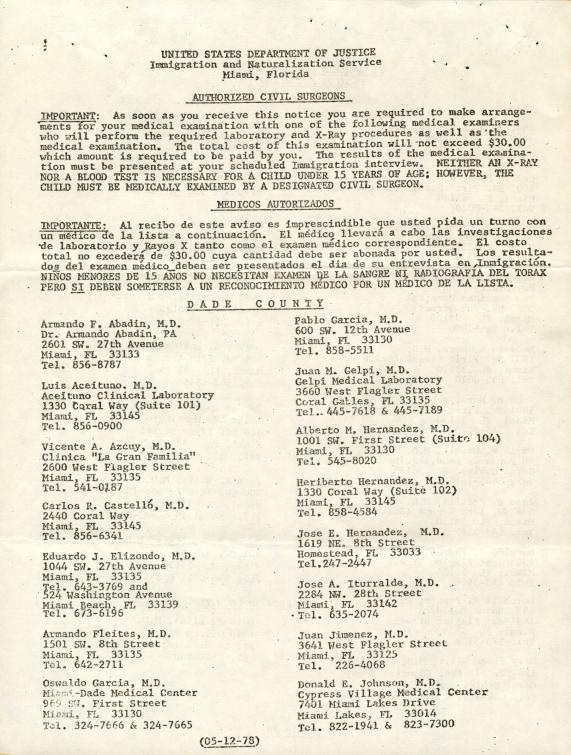 UNITED STATES DEPARTMENT OF JUSTICE
Immigration and Naturalization Service
Miami, Florida
AUTHORIZED CIVIL SURGEONS
IMPORTANT: As soon as you receive this notice you are required to make arrange-
ments for your medical examination with one of the following medical examiners
who will perform the required laboratory and X-Ray procedures as well as the
medical examination. The total cost of this examination will not exceed $30.00
which amount is required to be paid by you. The results of the medical examina-
tion must be presented at your scheduled Immigration interview. NEITHER AN X-RAY
NOR A BLOOD TEST IS NECESSARY FOR A CHILD UNDER 15 YEARS OF AGE; HOWEVER, THE
CHILD MUST BE MEDICALLY EXAMINED BY A DESIGNATED CIVIL SURGEON.
MEDICOS AUTORIZADOS
IMPORTANTE: Al recibo de este aviso es imprescindible que usted pida un turno con
un médico de la lista a continuación. El médico llevará a cabo las investigaciones
de laboratorio y Rayos X tanto como el examen médico correspondiente. El costo
total no excederá de $30.00 cuya cantidad debe ser abonada por usted. Los resulta-
dos del examen médico deben ser presentados el día de su entrevista en Inmigración.
NIÑOS MENORES DE 15 AÑOS NO NECESITAN EXAMEN DE LA SANGRE NI RADIOGRAFIA DEL TORAX
PERO SI DEBEN SOMETERSE A UN RECONOCIMIENTO MÉDICO POR UN MÉDICO DE LA LISTA.
DADE COUNTY
Armando F. Abadin, M.D.
Dr. Armando Abadin, PA
2601 SW. 27th Avenue
Miami, FL 33133
Tel. 856-8787
Luis Aceituno. M.D.
Aceituno Clinical Laboratory
1330 Coral Way (Suite 101)
Miami, FL 33145
Tel. 856-0900
Vicente A. Azcuy, M.D.
Clinica "La Gran Familia"
2600 West Flagler Street
Miami, FL 33135
Tel. 541-0187
Carlos R. Castelló, M.D.
2440 Coral Way
Miami, FL 33145
Tel. 856-6341
Eduardo J. Elizondo, M.D.
1044 SW. 27th Avenue
Miami, FL 33135
Tel. 643-3769 and
524 Washington Avenue
Miami Beach, FL 33139
Tel. 673-6196
Armando Fleites, M.D.
1501 SW. 8th Street
Miami, FL 33135
Tel. 642-2711
Oswaldo Garcia, M.D.
Miami-Dade Medical Center
969 SW. First Street
Miami, FL 33130
Tel. 324-7666 & 324-7665
Pablo Garcia, M.D.
600 SW. 12th Avenue
Miami, FL 33130
Tel. 858-5511
Juan M. Gelpi, M.D.
Gelpi Medical Laboratory
3660 West Flagler Street
Coral Gatles, FL 33135
Tel. 445-7618 & 445-7189
Alberto M. Hernandez, M.D.
1001 SW. First Street (Suite 104)
Miami, FL 33130
Tel. 545-8020
Heriberto Hernandez, M.D.
1330 Coral Way (Suite 102)
Miami, FL 33145
Tel. 858-4584
Jose E. Hernandez, M.D.
1619 NE. 8th Street
Homestead, FL 33033
Tel.247-2447
Jose A. Iturralde, M.D.
2284 NW. 28th Street
Miami, FL 33142
Tel. 635-2074
Juan Jimenez, M.D.
3641 West Flagler Street
Miami, FL 33125
Tel. 226-4068
Donald E. Johnson, M.D.
Cypress Village Medical Center
7401 Miami Lakes Drive
Miami Lakes, FL 33014
Tel. 822-1941 & 823-7300
(05-12-78)